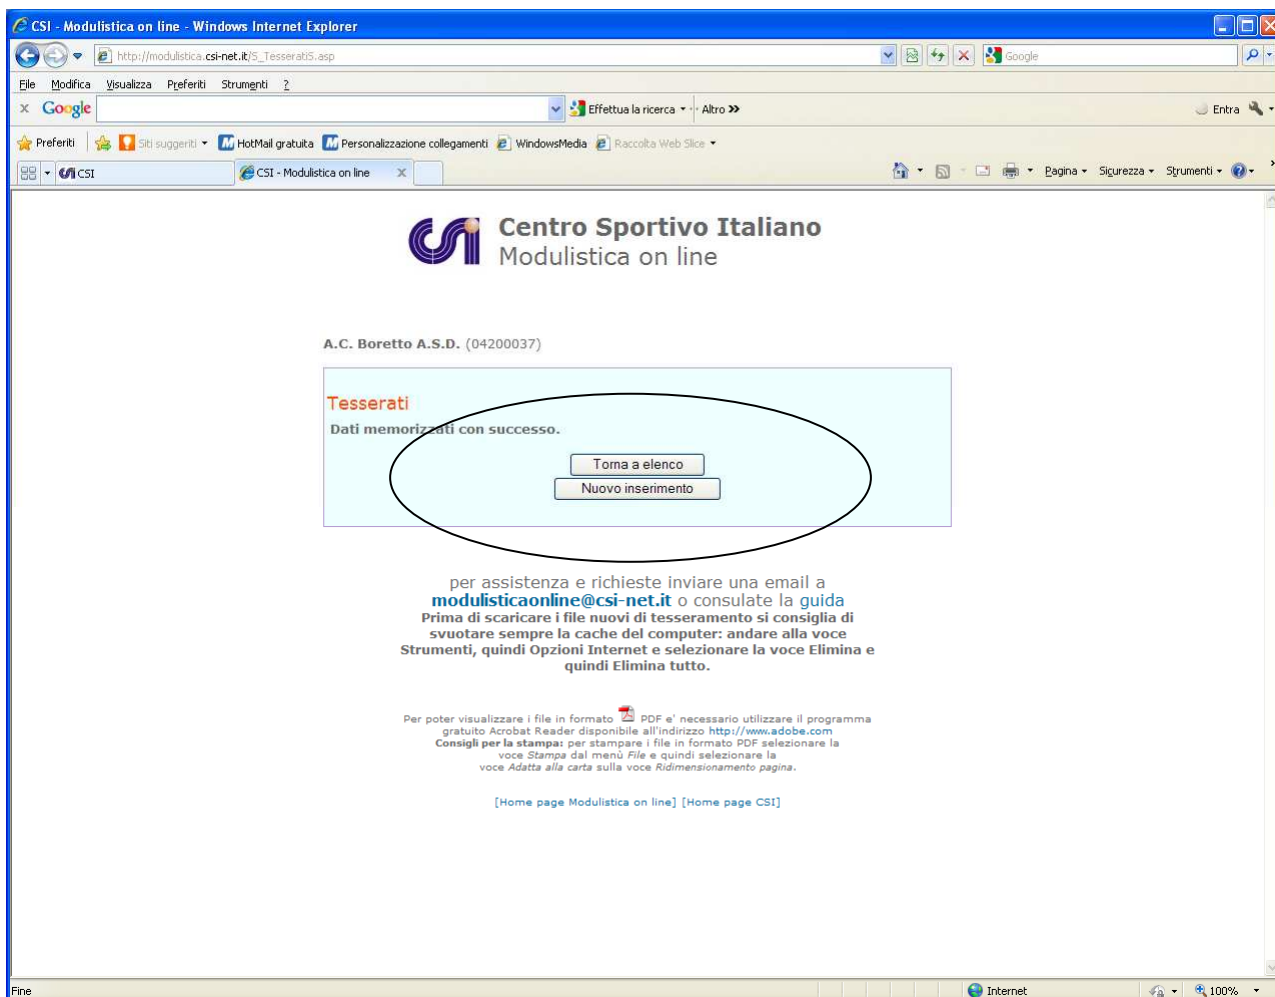 CSI - Modulistica on line - Windows Internet Explorer
http://modulistica.csi-net.it/S_TesseratiS.asp
Google
File Modifica Visualizza Preferiti Strumenti ?
x Google Effettua la ricerca Altro >> Entra
Preferiti Siti suggeriti HotMail gratuita Personalizzazione collegamenti WindowsMedia Raccolta Web Slice
CSI CSI - Modulistica on line X Pagina Sicurezza Strumenti
Centro Sportivo Italiano
Modulistica on line
A.C. Boretto A.S.D. (04200037)
Tesserati
Dati memorizzati con successo.
Torna a elenco
Nuovo inserimento
per assistenza e richieste inviare una email a
modulisticaonline@csi-net.it o consulate la guida
Prima di scaricare i file nuovi di tesseramento si consiglia di
svuotare sempre la cache del computer: andare alla voce
Strumenti, quindi Opzioni Internet e selezionare la voce Elimina e
quindi Elimina tutto.
Per poter visualizzare i file in formato PDF e' necessario utilizzare il programma
gratuito Acrobat Reader disponibile all'indirizzo http://www.adobe.com
Consigli per la stampa: per stampare i file in formato PDF selezionare la
voce Stampa dal menù File e quindi selezionare la
voce Adatta alla carta sulla voce Ridimensionamento pagina.
[Home page Modulistica on line] [Home page CSI]
Fine Internet 100%